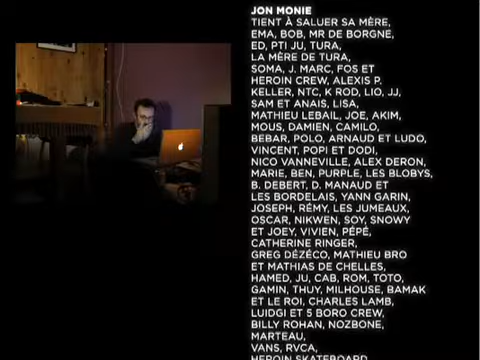 JON MONIE
TIENT À SALUER SA MÈRE,
EMA, BOB, MR DE BORGNE,
ED, PTI JU, TURA,
LA MÈRE DE TURA,
SOMA, J. MARC, FOS ET
HEROIN CREW, ALEXIS P.
KELLER, NTC, K ROD, LIO, JJ,
SAM ET ANAIS, LISA,
MATHIEU LEBAIL, JOE, AKIM,
MOUS, DAMIEN, CAMILO,
BEBAR, POLO, ARNAUD ET LUDO,
VINCENT, POPI ET DODI,
NICO VANNEVILLE, ALEX DERON,
MARIE, BEN, PURPLE, LES BLOBYS,
B. DEBERT, D. MANAUD ET
LES BORDELAIS, YANN GARIN,
JOSEPH, RÉMY, LES JUMEAUX,
OSCAR, NIKWEN, SOY, SNOWY
ET JOEY, VIVIEN, PÉPÉ,
CATHERINE RINGER,
GREG DÉZÉCO, MATHIEU BRO
ET MATHIAS DE CHELLES,
HAMED, JU, CAB, ROM, TOTO,
GAMIN, THUY, MILHOUSE, BAMAK
ET LE ROI, CHARLES LAMB,
LUIDGI ET 5 BORO CREW,
BILLY ROHAN, NOZBONE,
MARTEAU,
VANS, RVCA,
HEROIN SKATEBOARD